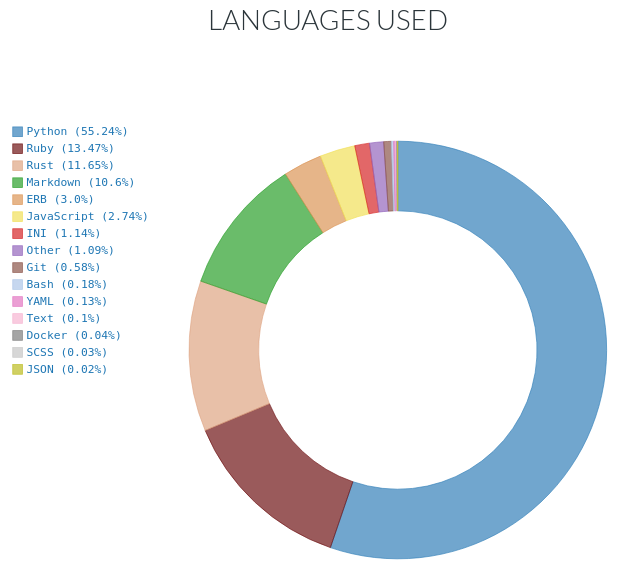 LANGUAGES USED
Python (55.24%)
Ruby (13.47%)
Rust (11.65%)
Markdown (10.6%)
ERB (3.0%)
JavaScript (2.74%)
INI (1.14%)
Other (1.09%)
Git (0.58%)
Bash (0.18%)
YAML (0.13%)
Text (0.1%)
Docker (0.04%)
SCSS (0.03%)
JSON (0.02%)